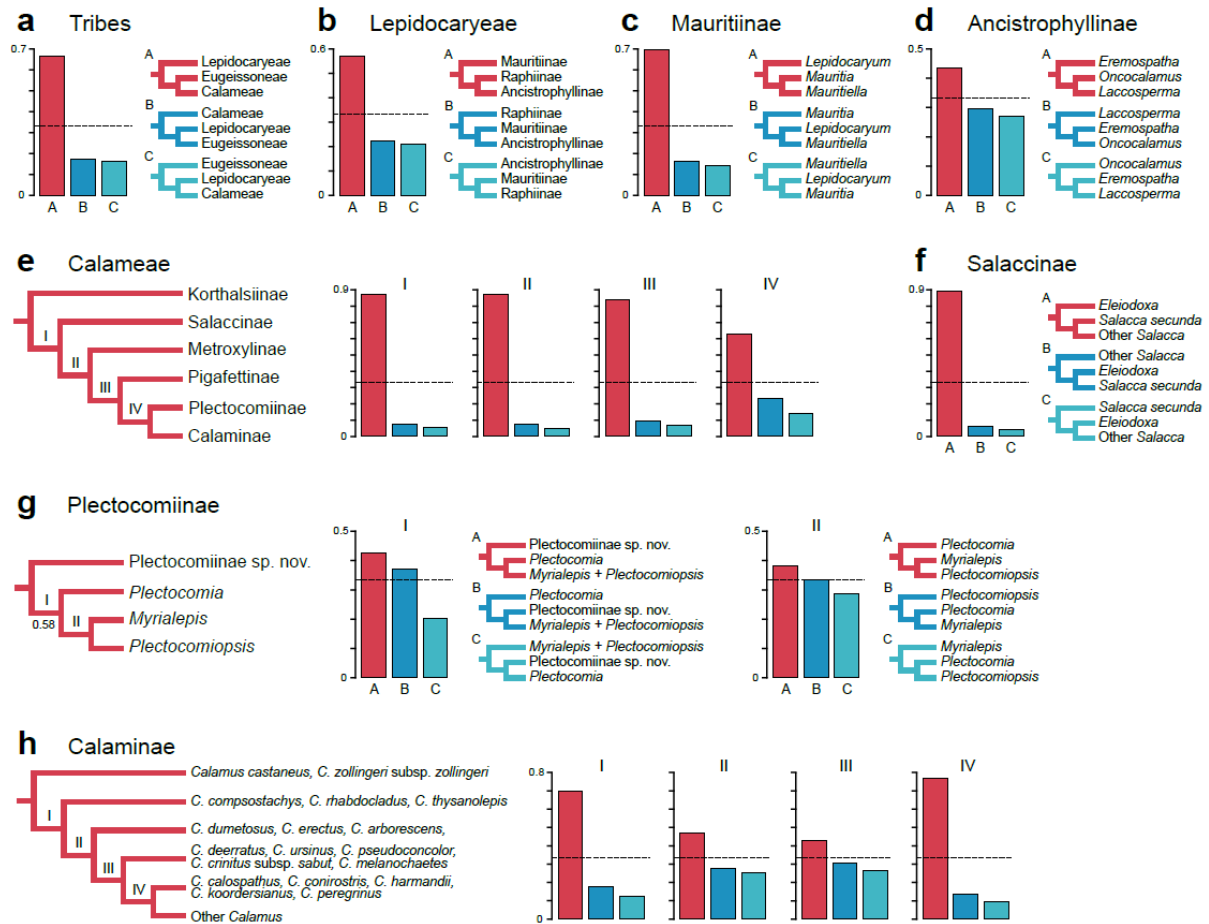 a Tribes
0.7
0
A B C
A
Lepidocaryeae
Eugeissoneae
Calameae
B
Calameae
Lepidocaryeae
Eugeissoneae
C
Eugeissoneae
Lepidocaryeae
Calameae
b Lepidocaryeae
0.6
0
A B C
A
Mauritiinae
Raphiinae
Ancistrophyllinae
B
Raphiinae
Mauritiinae
Ancistrophyllinae
C
Ancistrophyllinae
Mauritiinae
Raphiinae
c Mauritiinae
0.7
0
A B C
A
Lepidocaryum
Mauritia
Mauritiella
B
Mauritia
Lepidocaryum
Mauritiella
C
Mauritiella
Lepidocaryum
Mauritia
d Ancistrophyllinae
0.5
0
A B C
A
Eremospatha
Oncocalamus
Laccosperma
B
Laccosperma
Eremospatha
Oncocalamus
C
Oncocalamus
Eremospatha
Laccosperma
e Calameae
Korthalsiinae
I
Salaccinae
II
Metroxylinae
III
Pigafettinae
IV
Plectocomiinae
Calaminae
I II III IV
0.9
0
f Salaccinae
0.9
0
A
Eleiodoxa
Salacca secunda
Other Salacca
B
Other Salacca
Eleiodoxa
Salacca secunda
C
Salacca secunda
Eleiodoxa
Other Salacca
g Plectocomiinae
Plectocomiinae sp. nov.
I
0.58
Plectocomia
II
Myrialepis
Plectocomiopsis
I
0.5
0
A B C
A
Plectocomiinae sp. nov.
Plectocomia
Myrialepis + Plectocomiopsis
B
Plectocomia
Plectocomiinae sp. nov.
Myrialepis + Plectocomiopsis
C
Myrialepis + Plectocomiopsis
Plectocomiinae sp. nov.
Plectocomia
II
0.5
0
A B C
A
Plectocomia
Myrialepis
Plectocomiopsis
B
Plectocomiopsis
Plectocomia
Myrialepis
C
Myrialepis
Plectocomia
Plectocomiopsis
h Calaminae
Calamus castaneus, C. zollingeri subsp. zollingeri
I
C. compsostachys, C. rhabdocladus, C. thysanolepis
II
C. dumetosus, C. erectus, C. arborescens,
III
C. deerratus, C. ursinus, C. pseudoconcolor,
C. crinitus subsp. sabut, C. melanochaetes
IV
C. calospathus, C. conirostris, C. harmandii,
C. koordersianus, C. peregrinus
Other Calamus
I II III IV
0.8
0